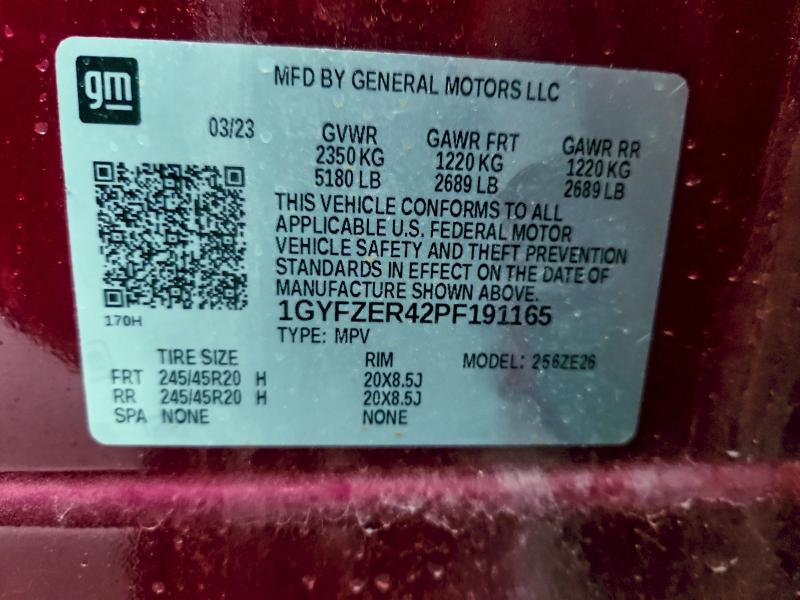 gm
MFD BY GENERAL MOTORS LLC
03/23 GVWR GAWR FRT GAWR RR
2350 KG 1220 KG 1220 KG
5180 LB 2689 LB 2689 LB
THIS VEHICLE CONFORMS TO ALL
APPLICABLE U.S. FEDERAL MOTOR
VEHICLE SAFETY AND THEFT PREVENTION
STANDARDS IN EFFECT ON THE DATE OF
MANUFACTURE SHOWN ABOVE.
170H 1GYFZER42PF191165
TYPE: MPV
TIRE SIZE RIM MODEL: 256ZE26
FRT 245/45R20 H 20X8.5J
RR 245/45R20 H 20X8.5J
SPA NONE NONE